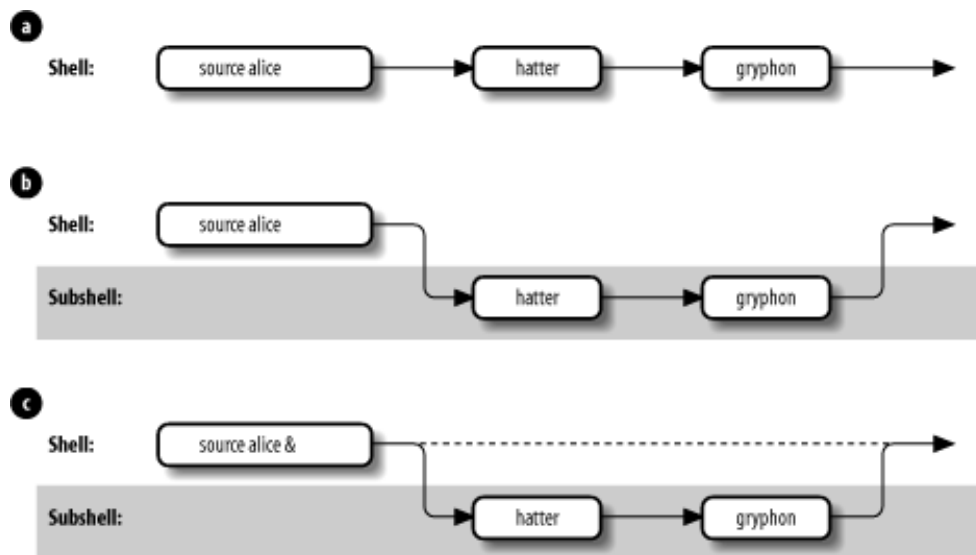 a
Shell: source alice hatter gryphon
b
Shell: source alice
Subshell: hatter gryphon
c
Shell: source alice &
Subshell: hatter gryphon